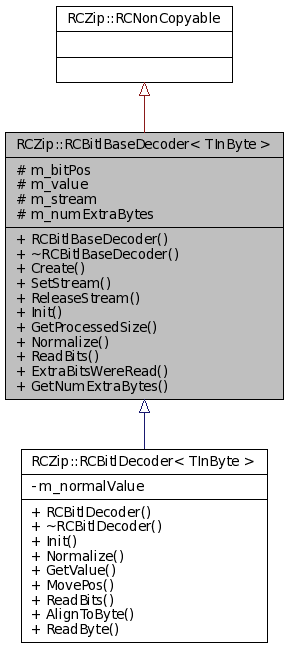 RCZip::RCNonCopyable
RCZip::RCBitlBaseDecoder< TInByte >
# m_bitPos
# m_value
# m_stream
# m_numExtraBytes
+ RCBitlBaseDecoder()
+ ~RCBitlBaseDecoder()
+ Create()
+ SetStream()
+ ReleaseStream()
+ Init()
+ GetProcessedSize()
+ Normalize()
+ ReadBits()
+ ExtraBitsWereRead()
+ GetNumExtraBytes()
RCZip::RCBitlDecoder< TInByte >
- m_normalValue
+ RCBitlDecoder()
+ ~RCBitlDecoder()
+ Init()
+ Normalize()
+ GetValue()
+ MovePos()
+ ReadBits()
+ AlignToByte()
+ ReadByte()